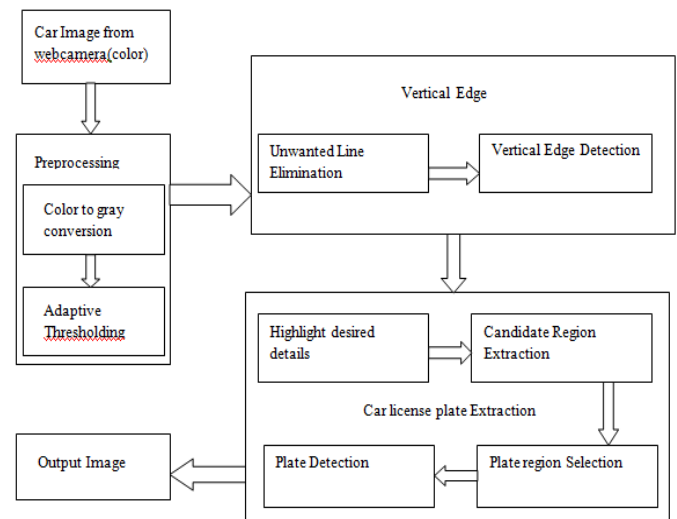 Car Image from
webcamera(color)
Preprocessing
Color to gray
conversion
Adaptive
Thresholding
Vertical Edge
Unwanted Line
Elimination
Vertical Edge Detection
Highlight desired
details
Candidate Region
Extraction
Car license plate Extraction
Plate region Selection
Plate Detection
Output Image